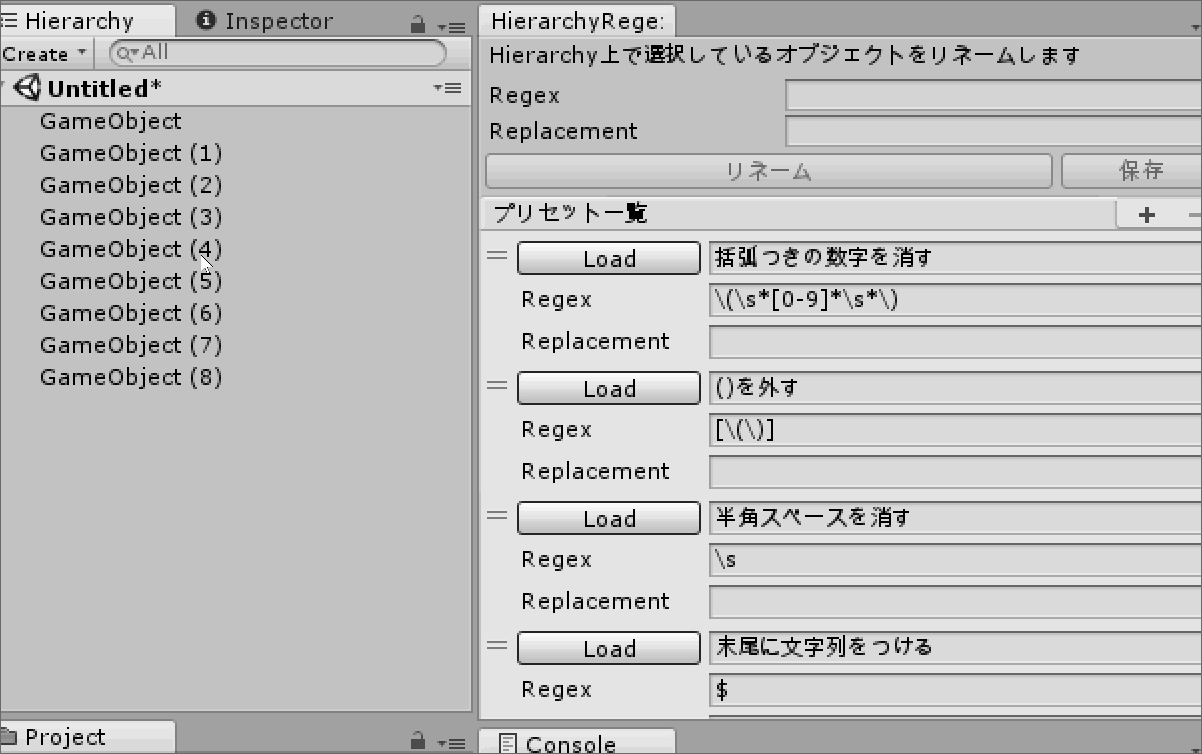 Hierarchy
Inspector
Create
All
Untitled*
GameObject
GameObject (1)
GameObject (2)
GameObject (3)
GameObject (4)
GameObject (5)
GameObject (6)
GameObject (7)
GameObject (8)
Project
HierarchyRege:
Hierarchy上で選択しているオブジェクトをリネームします
Regex
Replacement
リネーム 保存
プリセット一覧 + −
Load 括弧つきの数字を消す
Regex \(\s*[0-9]*\s*\)
Replacement
Load ()を外す
Regex [\(\)]
Replacement
Load 半角スペースを消す
Regex \s
Replacement
Load 末尾に文字列をつける
Regex $
Console